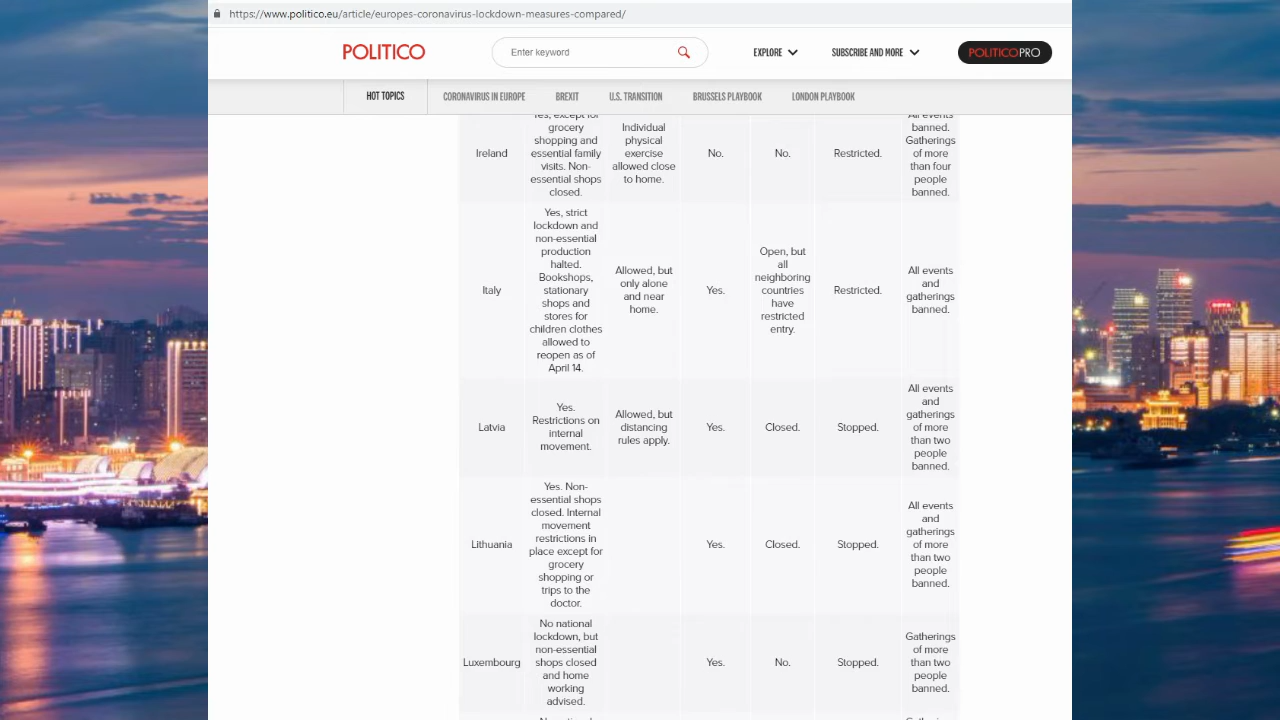 https://www.politico.eu/article/europes-coronavirus-lockdown-measures-compared/
POLITICO
Enter keyword
EXPLORE
SUBSCRIBE AND MORE
POLITICO PRO
HOT TOPICS
CORONAVIRUS IN EUROPE
BREXIT
U.S. TRANSITION
BRUSSELS PLAYBOOK
LONDON PLAYBOOK
Ireland
Yes, except for
grocery
shopping and
essential family
visits. Non-
essential shops
closed.
Individual
physical
exercise
allowed close
to home.
No.
No.
Restricted.
All events
banned.
Gatherings
of more
than four
people
banned.
Italy
Yes, strict
lockdown and
non-essential
production
halted.
Bookshops,
stationary
shops and
stores for
children clothes
allowed to
reopen as of
April 14.
Allowed, but
only alone
and near
home.
Yes.
Open, but
all
neighboring
countries
have
restricted
entry.
Restricted.
All events
and
gatherings
banned.
Latvia
Yes.
Restrictions on
internal
movement.
Allowed, but
distancing
rules apply.
Yes.
Closed.
Stopped.
All events
and
gatherings
of more
than two
people
banned.
Lithuania
Yes. Non-
essential shops
closed. Internal
movement
restrictions in
place except for
grocery
shopping or
trips to the
doctor.
Yes.
Closed.
Stopped.
All events
and
gatherings
of more
than two
people
banned.
Luxembourg
No national
lockdown, but
non-essential
shops closed
and home
working
advised.
Yes.
No.
Stopped.
Gatherings
of more
than two
people
banned.